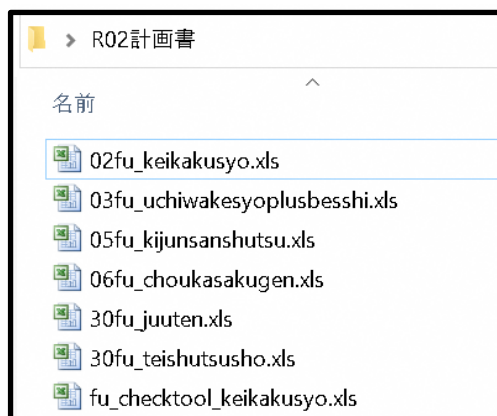 R02計画書
名前
02fu_keikakusyo.xls
03fu_uchiwakesyoplusbesshi.xls
05fu_kijunsanshutsu.xls
06fu_choukasakugen.xls
30fu_juuten.xls
30fu_teishutsusho.xls
fu_checktool_keikakusyo.xls